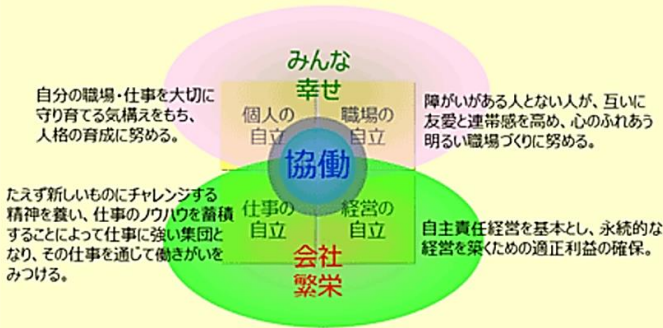 みんな
幸せ
自分の職場・仕事を大切に
守り育てる気構えをもち、
人格の育成に努める。
個人の
自立
職場の
自立
障がいがある人とない人が、互いに
友愛と連帯感を高め、心のふれあう
明るい職場づくりに努める。
協働
たえず新しいものにチャレンジする
精神を養い、仕事のノウハウを蓄積
することによって仕事に強い集団と
なり、その仕事を通じて働きがいを
みつける。
仕事の
自立
経営の
自立
自主責任経営を基本とし、永続的な
経営を築くための適正利益の確保。
会社
繁栄